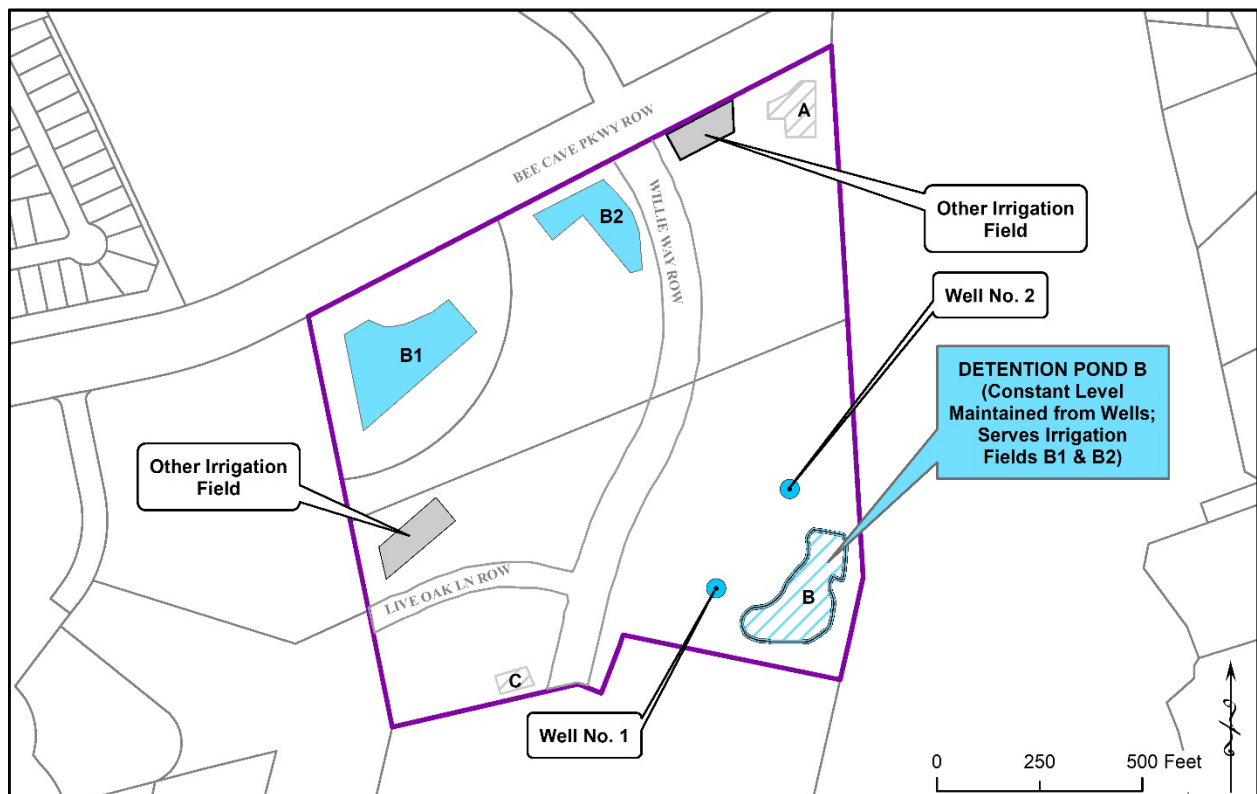 BEE CAVE PKWY ROW
A
B2
WILLIE WAY ROW
Other Irrigation
Field
B1
Well No. 2
DETENTION POND B
(Constant Level
Maintained from Wells;
Serves Irrigation
Fields B1 & B2)
Other Irrigation
Field
LIVE OAK LN ROW
B
C
Well No. 1
0 250 500 Feet